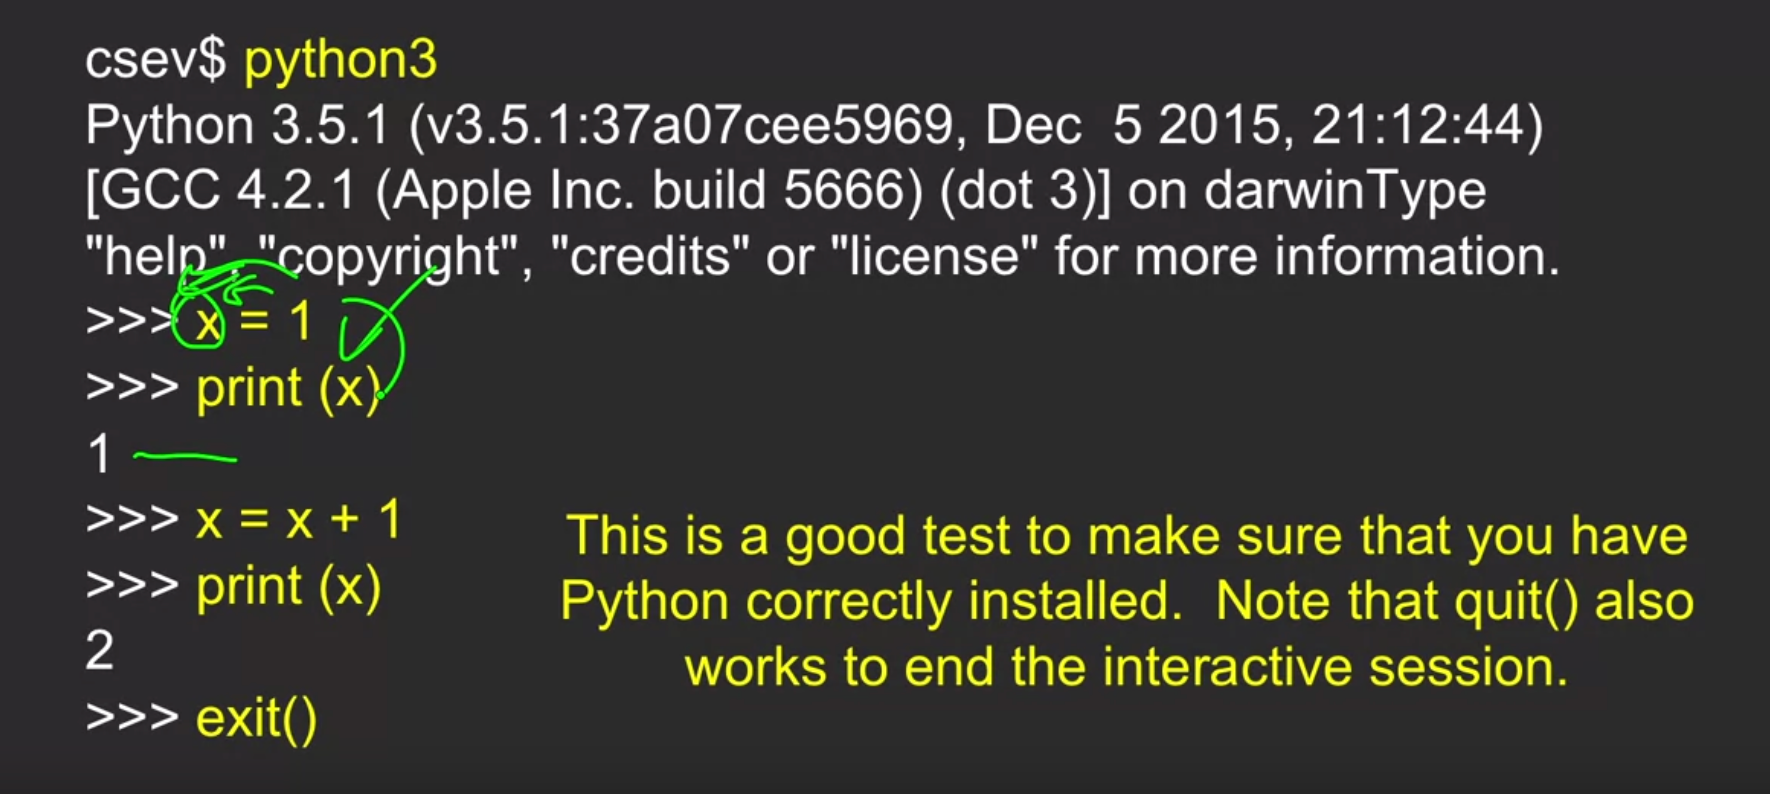 csev$ python3
Python 3.5.1 (v3.5.1:37a07cee5969, Dec  5 2015, 21:12:44)
[GCC 4.2.1 (Apple Inc. build 5666) (dot 3)] on darwinType
"help", "copyright", "credits" or "license" for more information.
>>> x = 1
>>> print (x)
1
>>> x = x + 1
>>> print (x)
2
>>> exit()
This is a good test to make sure that you have
Python correctly installed.  Note that quit() also
works to end the interactive session.